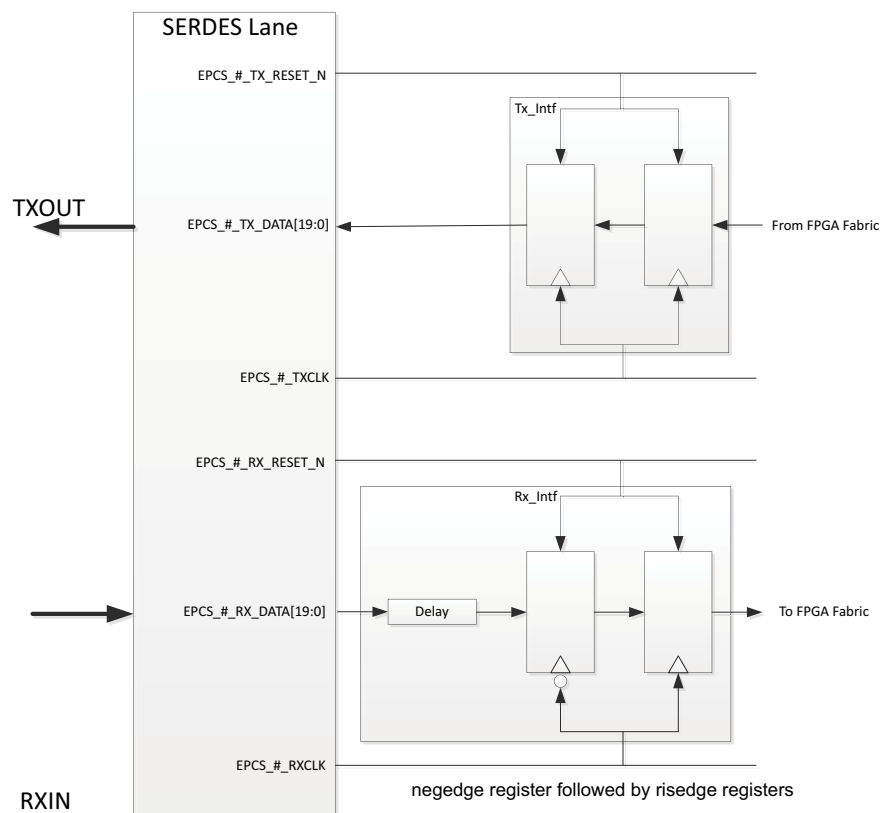 SERDES Lane
EPCS_#_TX_RESET_N
Tx_Intf
TXOUT
EPCS_#_TX_DATA[19:0]
From FPGA Fabric
EPCS_#_TXCLK
EPCS_#_RX_RESET_N
Rx_Intf
EPCS_#_RX_DATA[19:0]
Delay
To FPGA Fabric
EPCS_#_RXCLK
negedge register followed by risedge registers
RXIN